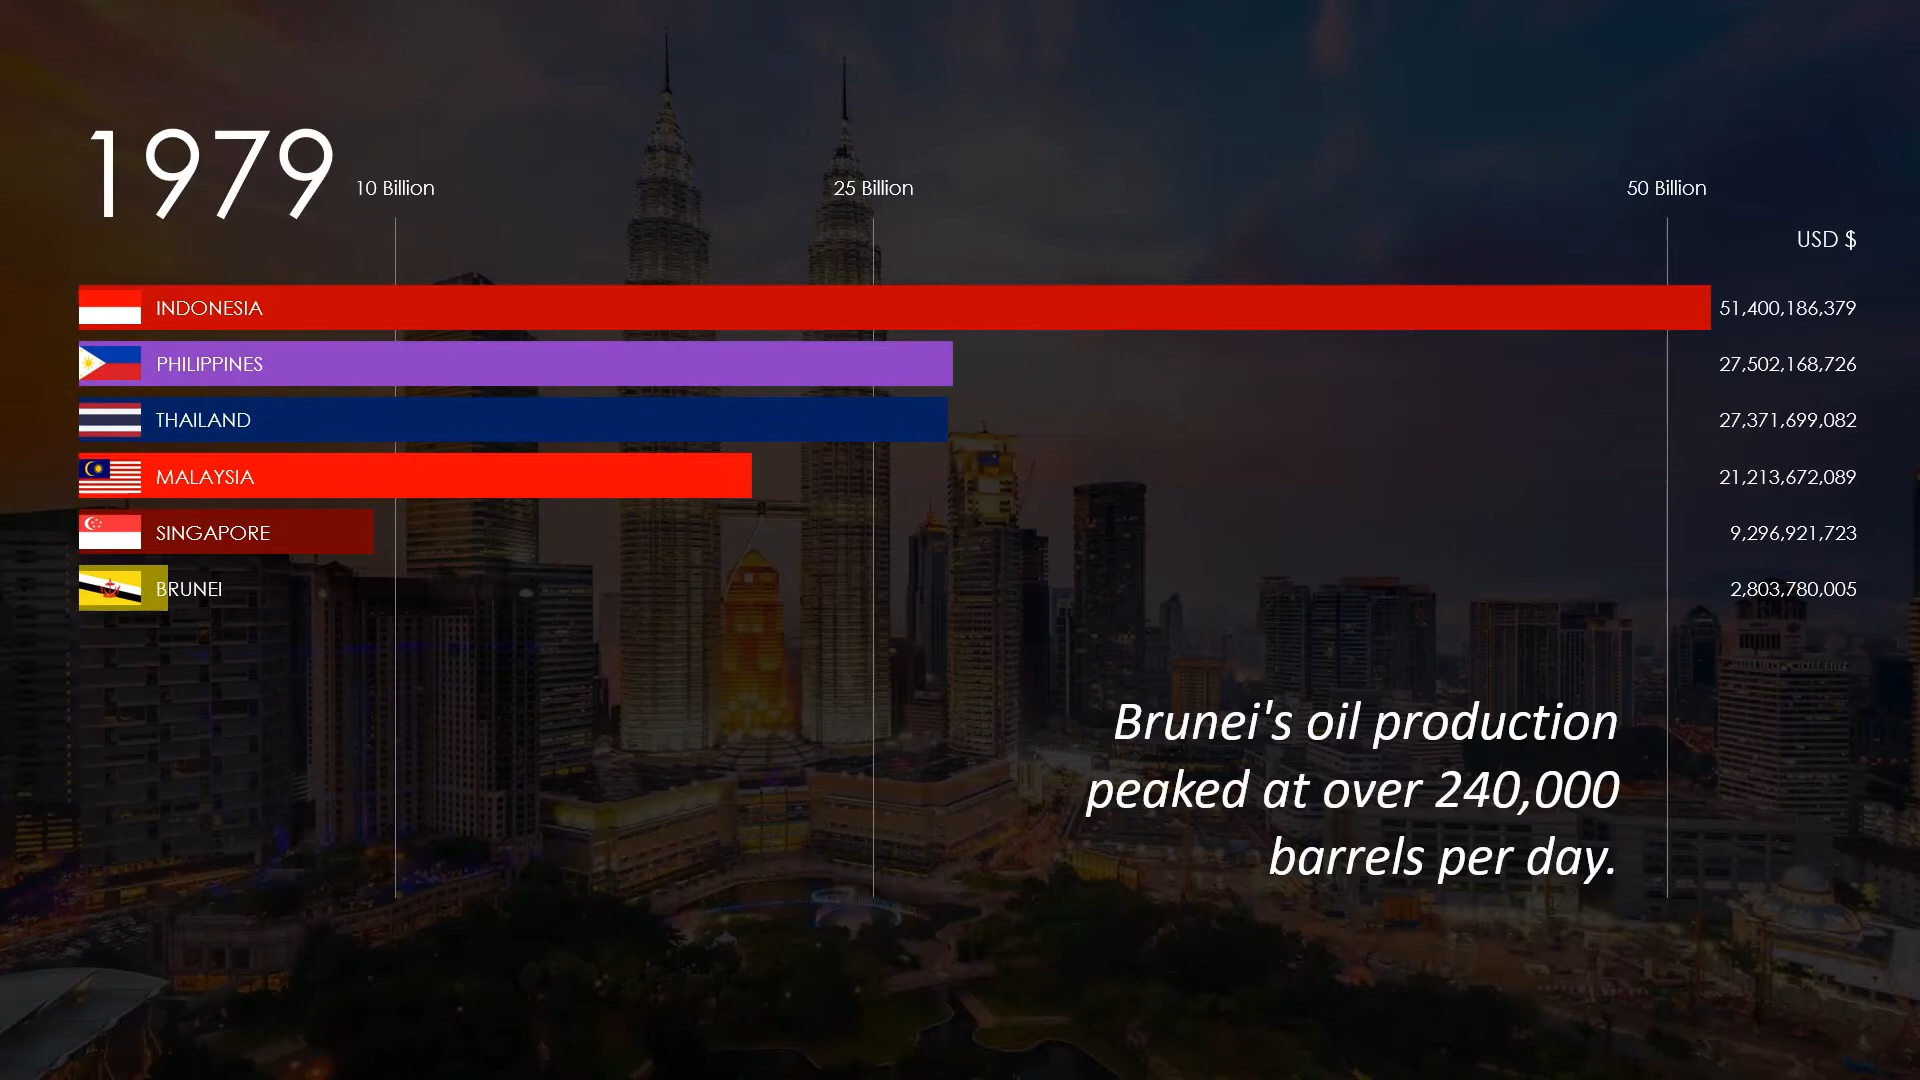 1979
10 Billion 25 Billion 50 Billion
USD $
INDONESIA 51,400,186,379
PHILIPPINES 27,502,168,726
THAILAND 27,371,699,082
MALAYSIA 21,213,672,089
SINGAPORE 9,296,921,723
BRUNEI 2,803,780,005
Brunei's oil production
peaked at over 240,000
barrels per day.